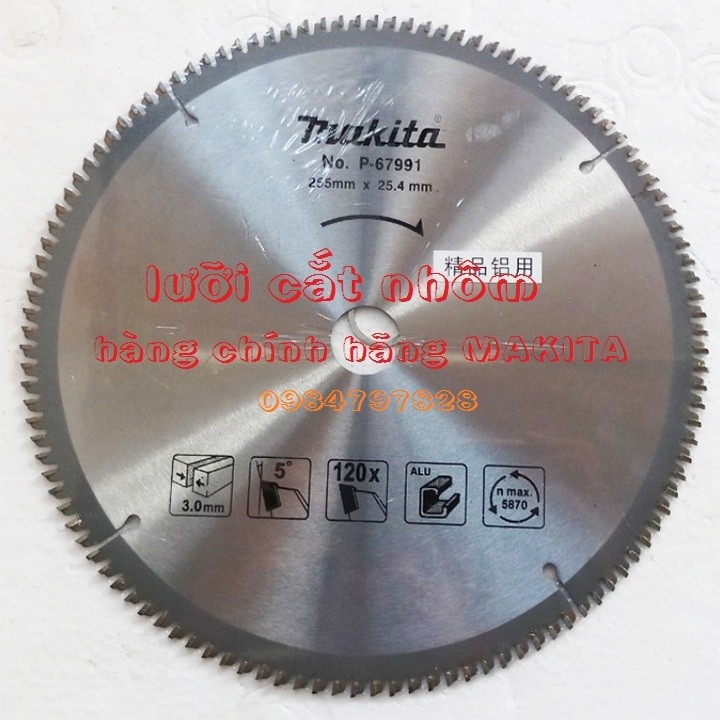 makita®
No. P-67991
255mm x 25.4 mm
精品铝用
lưỡi cắt nhôm
hàng chính hãng MAKITA
0984797828
3.0mm
5°
120x
ALU
n max.
5870